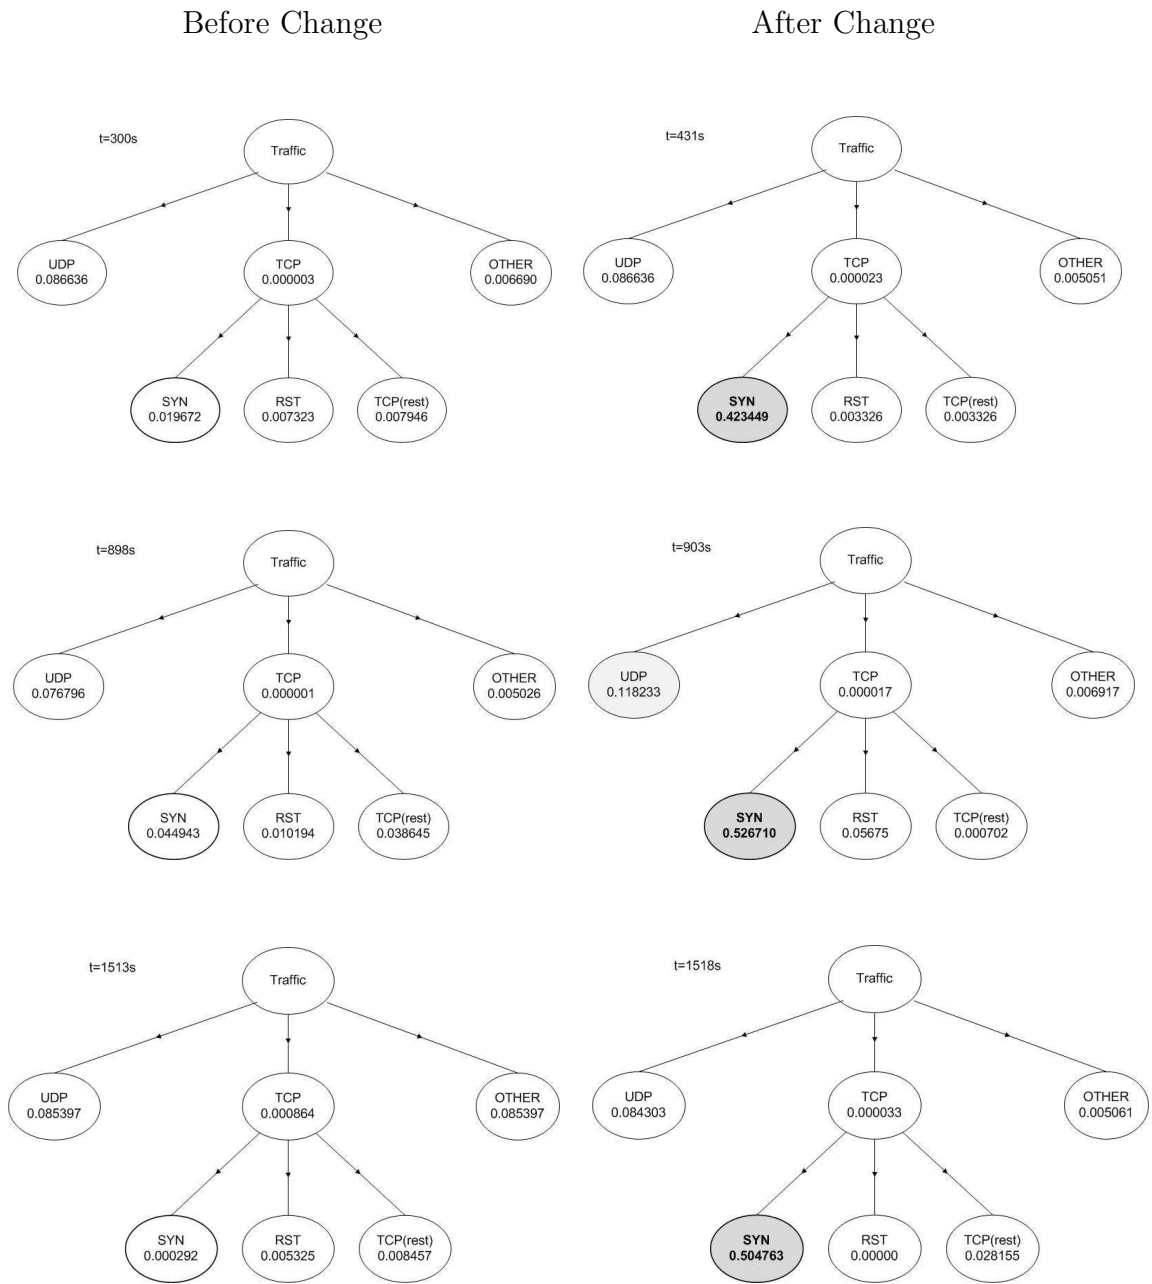 Before Change
After Change
t=300s
Traffic
UDP
0.086636
TCP
0.000003
OTHER
0.006690
SYN
0.019672
RST
0.007323
TCP(rest)
0.007946
t=431s
Traffic
UDP
0.086636
TCP
0.000023
OTHER
0.005051
SYN
0.423449
RST
0.003326
TCP(rest)
0.003326
t=898s
Traffic
UDP
0.076796
TCP
0.000001
OTHER
0.005026
SYN
0.044943
RST
0.010194
TCP(rest)
0.038645
t=903s
Traffic
UDP
0.118233
TCP
0.000017
OTHER
0.006917
SYN
0.526710
RST
0.05675
TCP(rest)
0.000702
t=1513s
Traffic
UDP
0.085397
TCP
0.000864
OTHER
0.085397
SYN
0.000292
RST
0.005325
TCP(rest)
0.008457
t=1518s
Traffic
UDP
0.084303
TCP
0.000033
OTHER
0.005061
SYN
0.504763
RST
0.00000
TCP(rest)
0.028155